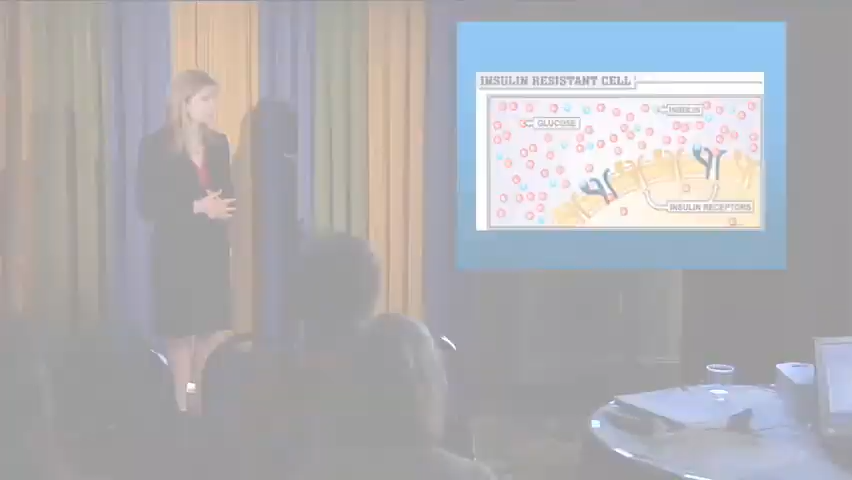 INSULIN RESISTANT CELL
INSULIN
GLUCOSE
INSULIN RECEPTORS